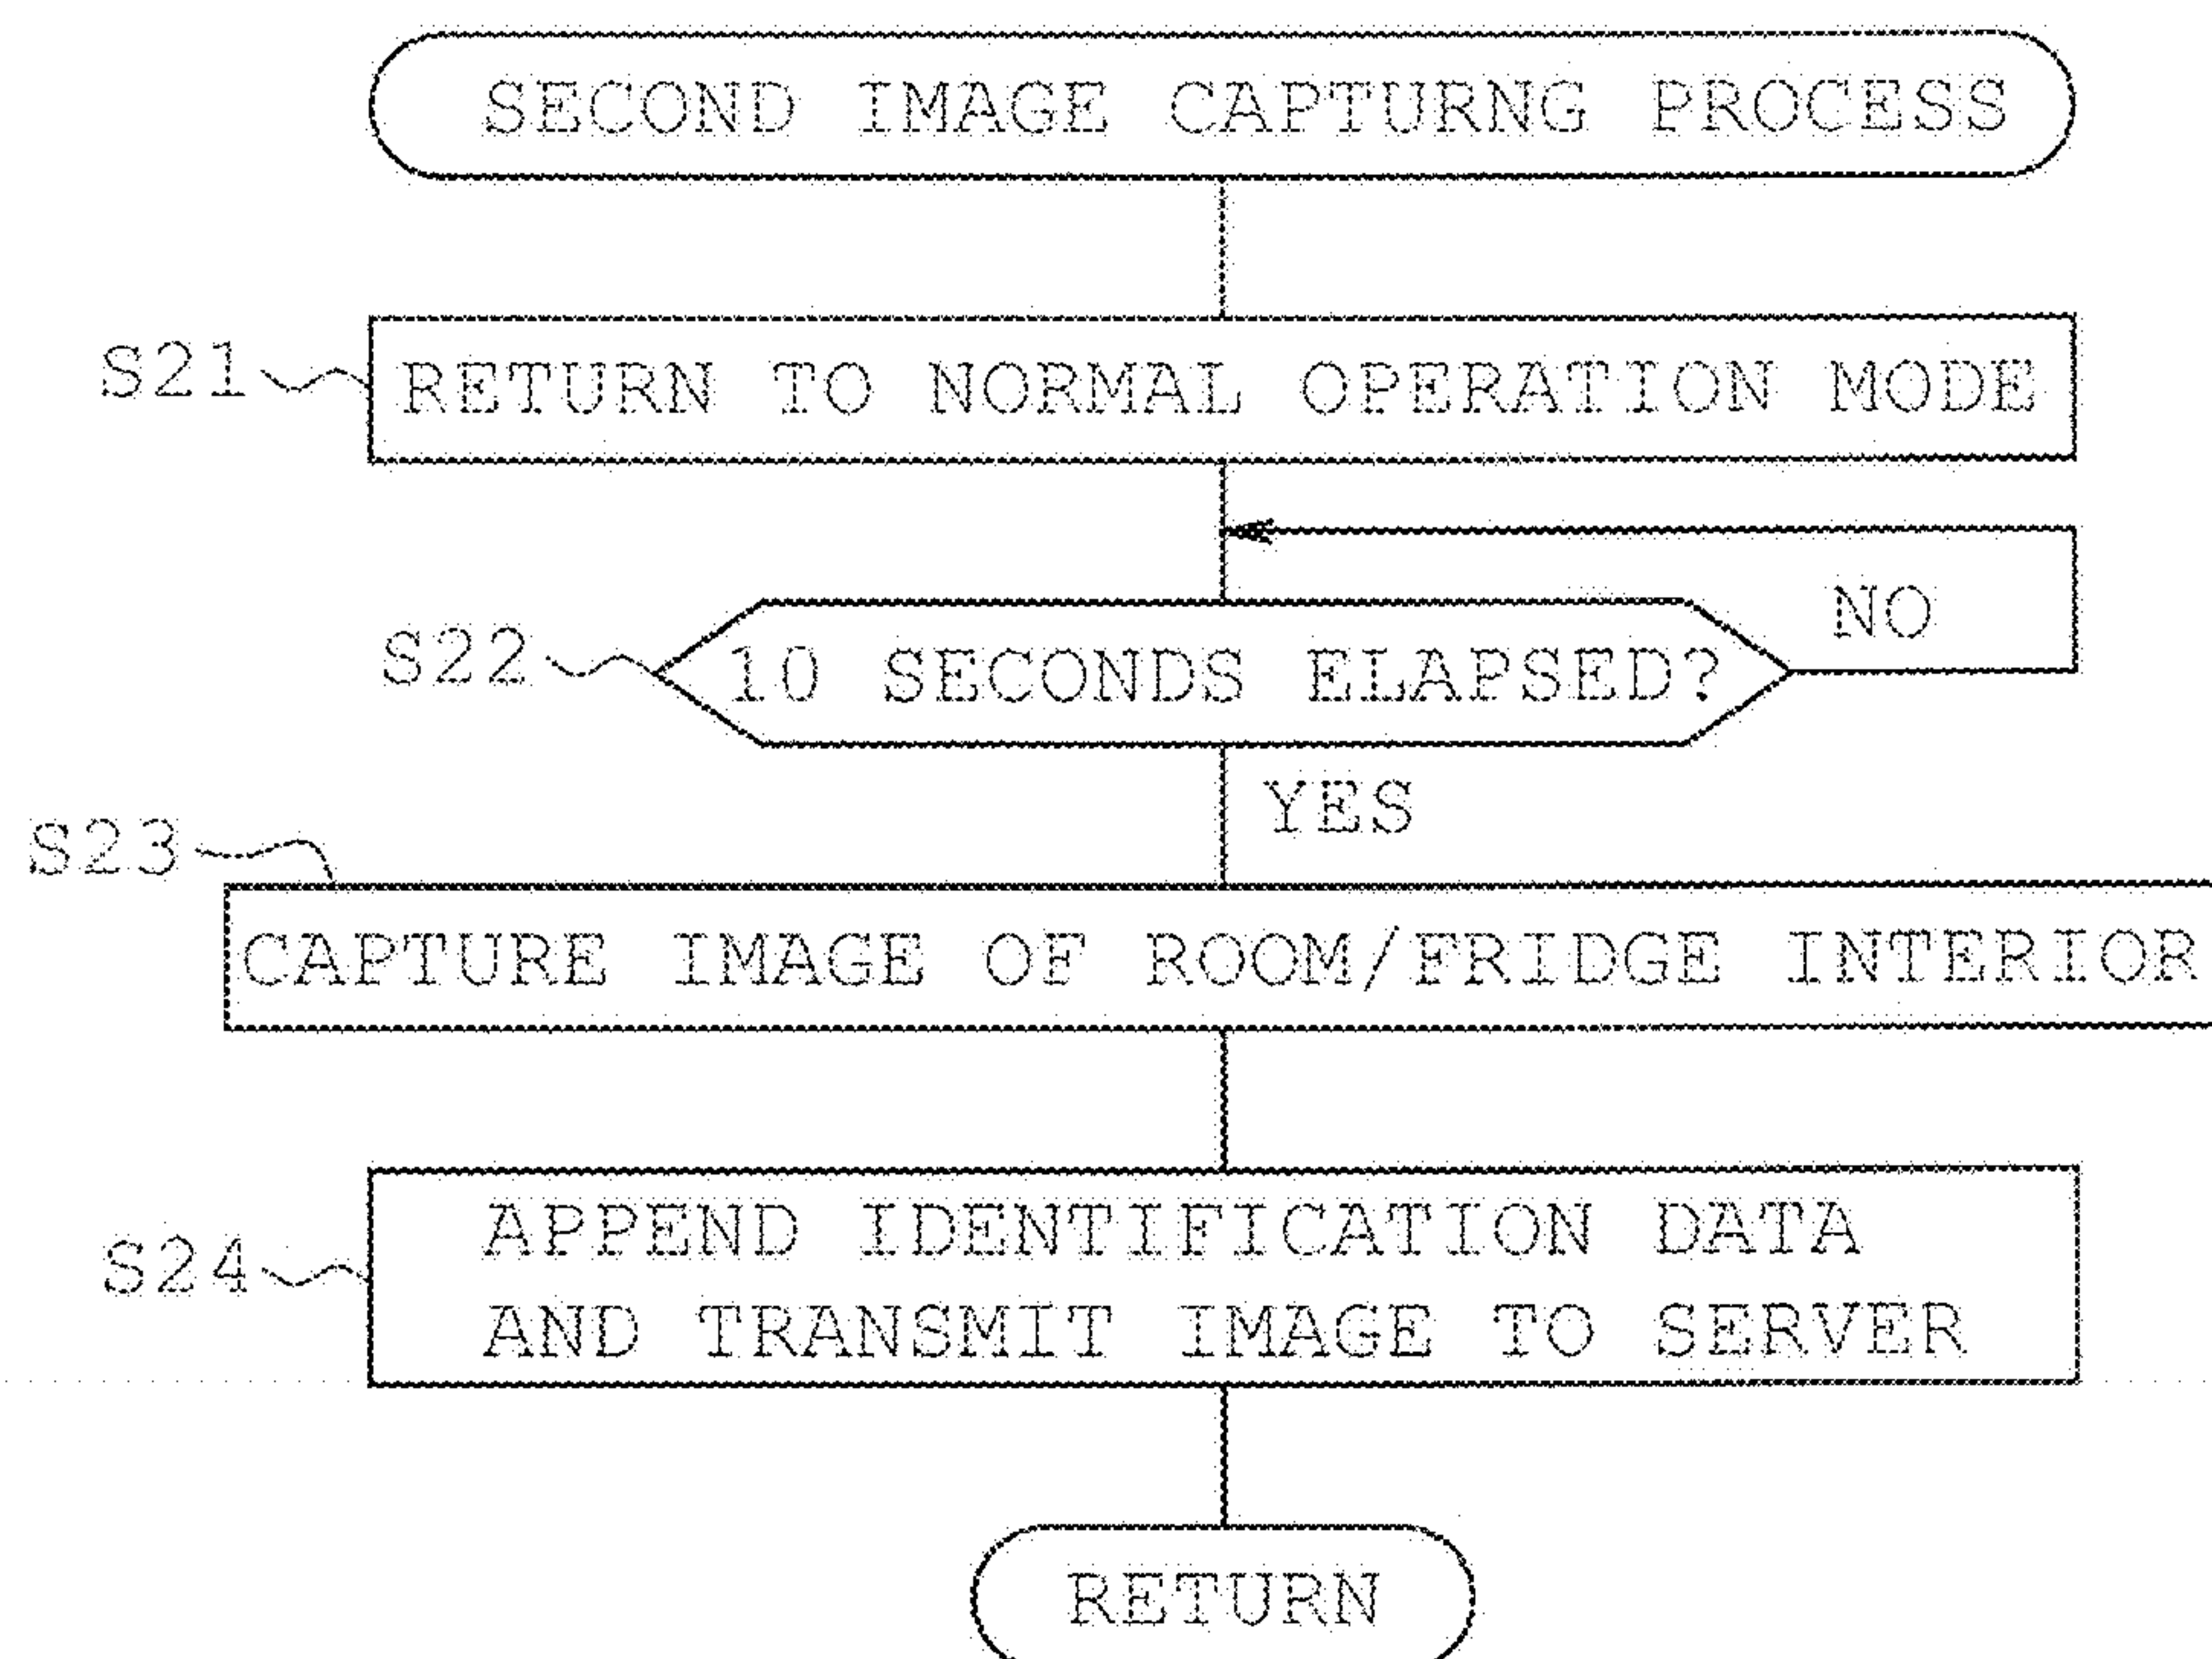 SECOND IMAGE CAPTURNG PROCESS
S21
RETURN TO NORMAL OPERATION MODE
NO
S22
10 SECONDS ELAPSED?
YES
S23
CAPTURE IMAGE OF ROOM/FRIDGE INTERIOR
S24
APPEND IDENTIFICATION DATA
AND TRANSMIT IMAGE TO SERVER
RETURN